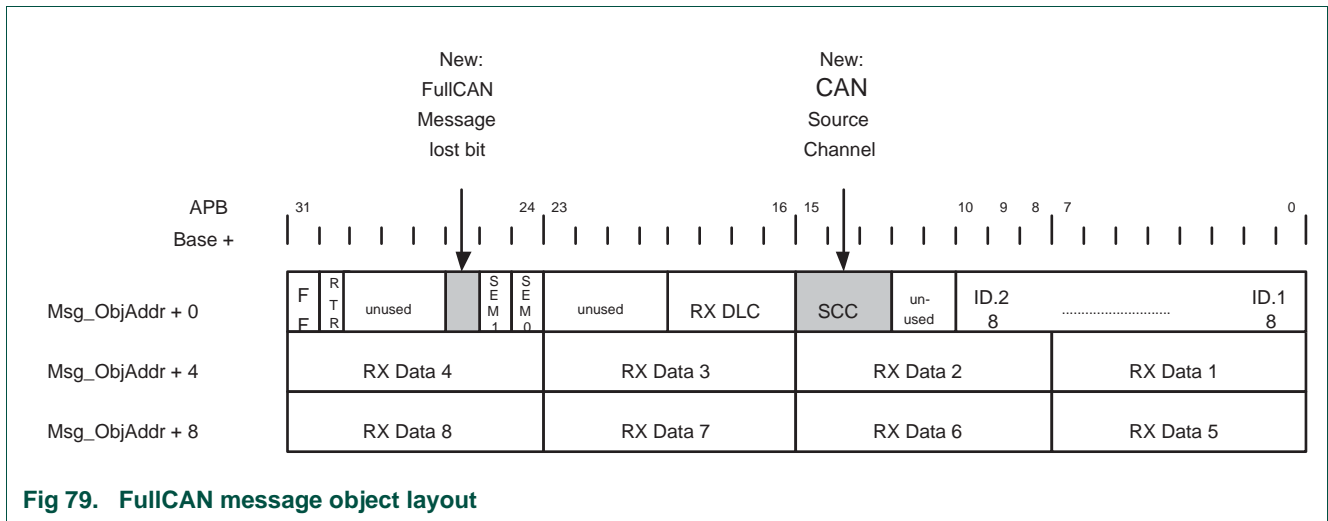 New:
FullCAN
Message
lost bit
New:
CAN
Source
Channel
APB
Base +
31 24 23 16 15 10 9 8 7 0
Msg_ObjAddr + 0
F
F
R
T
R
unused
S
E
M
1
S
E
M
0
unused
RX DLC
SCC
un-
used
ID.2
8
............................
ID.1
8
Msg_ObjAddr + 4
RX Data 4 RX Data 3 RX Data 2 RX Data 1
Msg_ObjAddr + 8
RX Data 8 RX Data 7 RX Data 6 RX Data 5
Fig 79. FullCAN message object layout